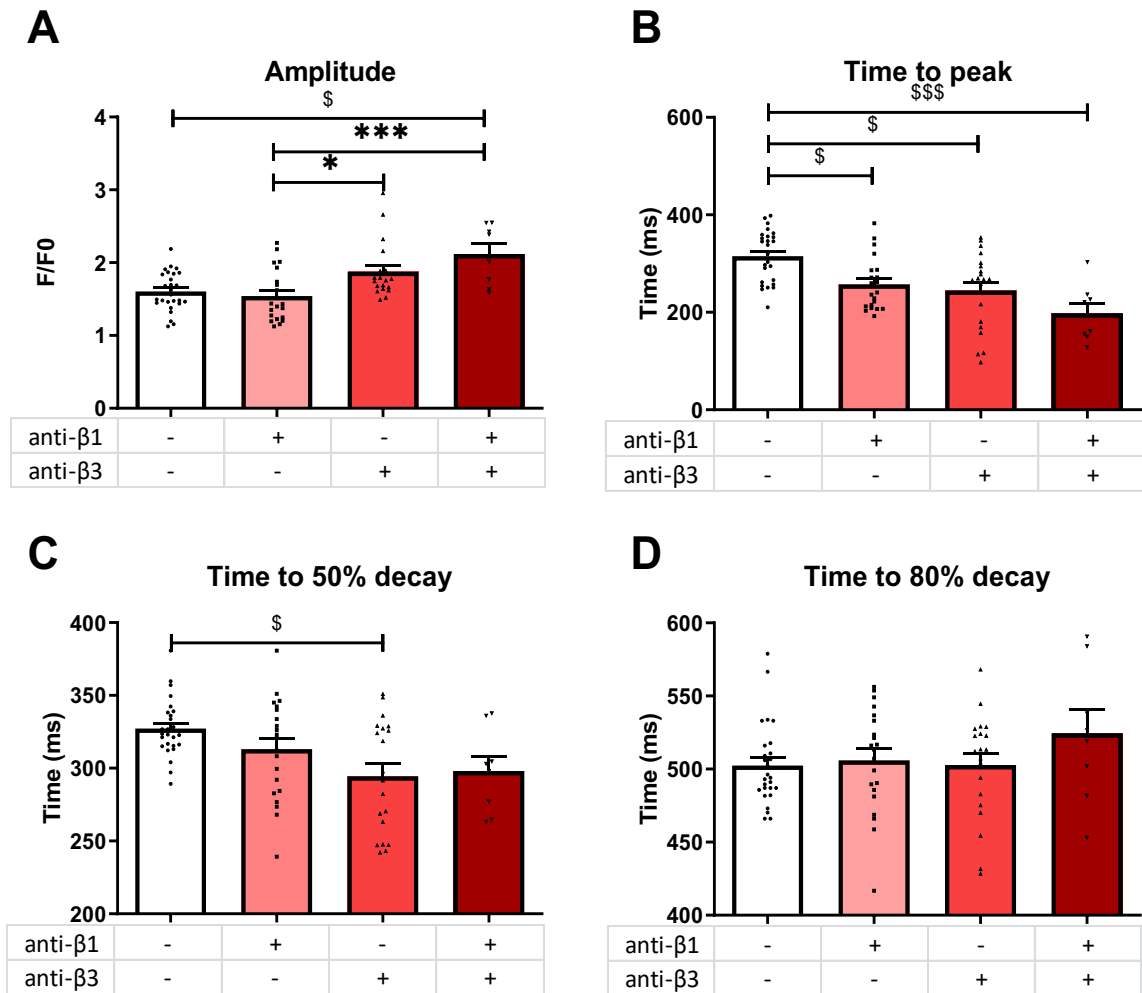 A
Amplitude
$
***
*
F/F0
4
3
2
1
0
anti-β1 - + - +
anti-β3 - - + +
B
Time to peak
$$$
$
$
Time (ms)
600
400
200
0
anti-β1 - + - +
anti-β3 - - + +
C
Time to 50% decay
$
Time (ms)
400
350
300
250
200
anti-β1 - + - +
anti-β3 - - + +
D
Time to 80% decay
Time (ms)
600
550
500
450
400
anti-β1 - + - +
anti-β3 - - + +